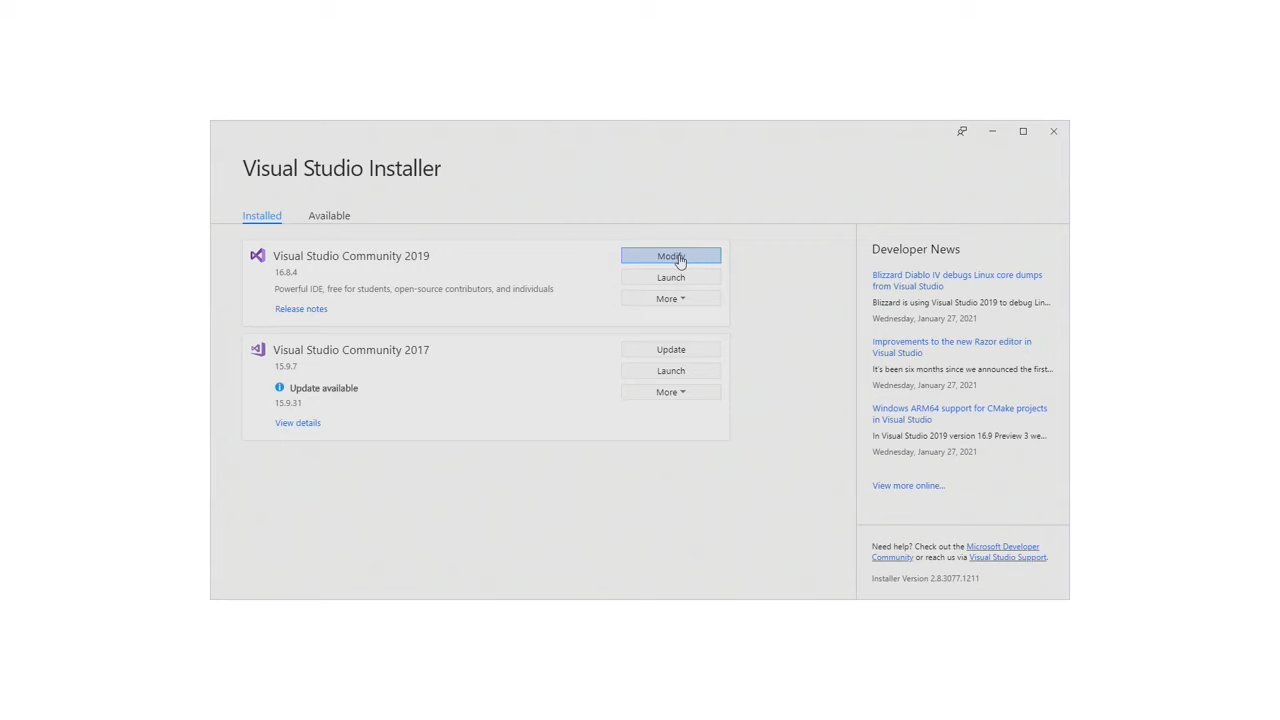 Visual Studio Installer
Installed
Available
Visual Studio Community 2019
16.8.4
Powerful IDE, free for students, open-source contributors, and individuals
Release notes
Modify
Launch
More
Visual Studio Community 2017
15.9.7
Update available
15.9.31
View details
Update
Launch
More
Developer News
Blizzard Diablo IV debugs Linux core dumps
from Visual Studio
Blizzard is using Visual Studio 2019 to debug Lin...
Wednesday, January 27, 2021
Improvements to the new Razor editor in
Visual Studio
It's been six months since we announced the first...
Wednesday, January 27, 2021
Windows ARM64 support for CMake projects
in Visual Studio
In Visual Studio 2019 version 16.9 Preview 3 we...
Wednesday, January 27, 2021
View more online...
Need help? Check out the Microsoft Developer
Community or reach us via Visual Studio Support.
Installer Version 2.8.3077.1211